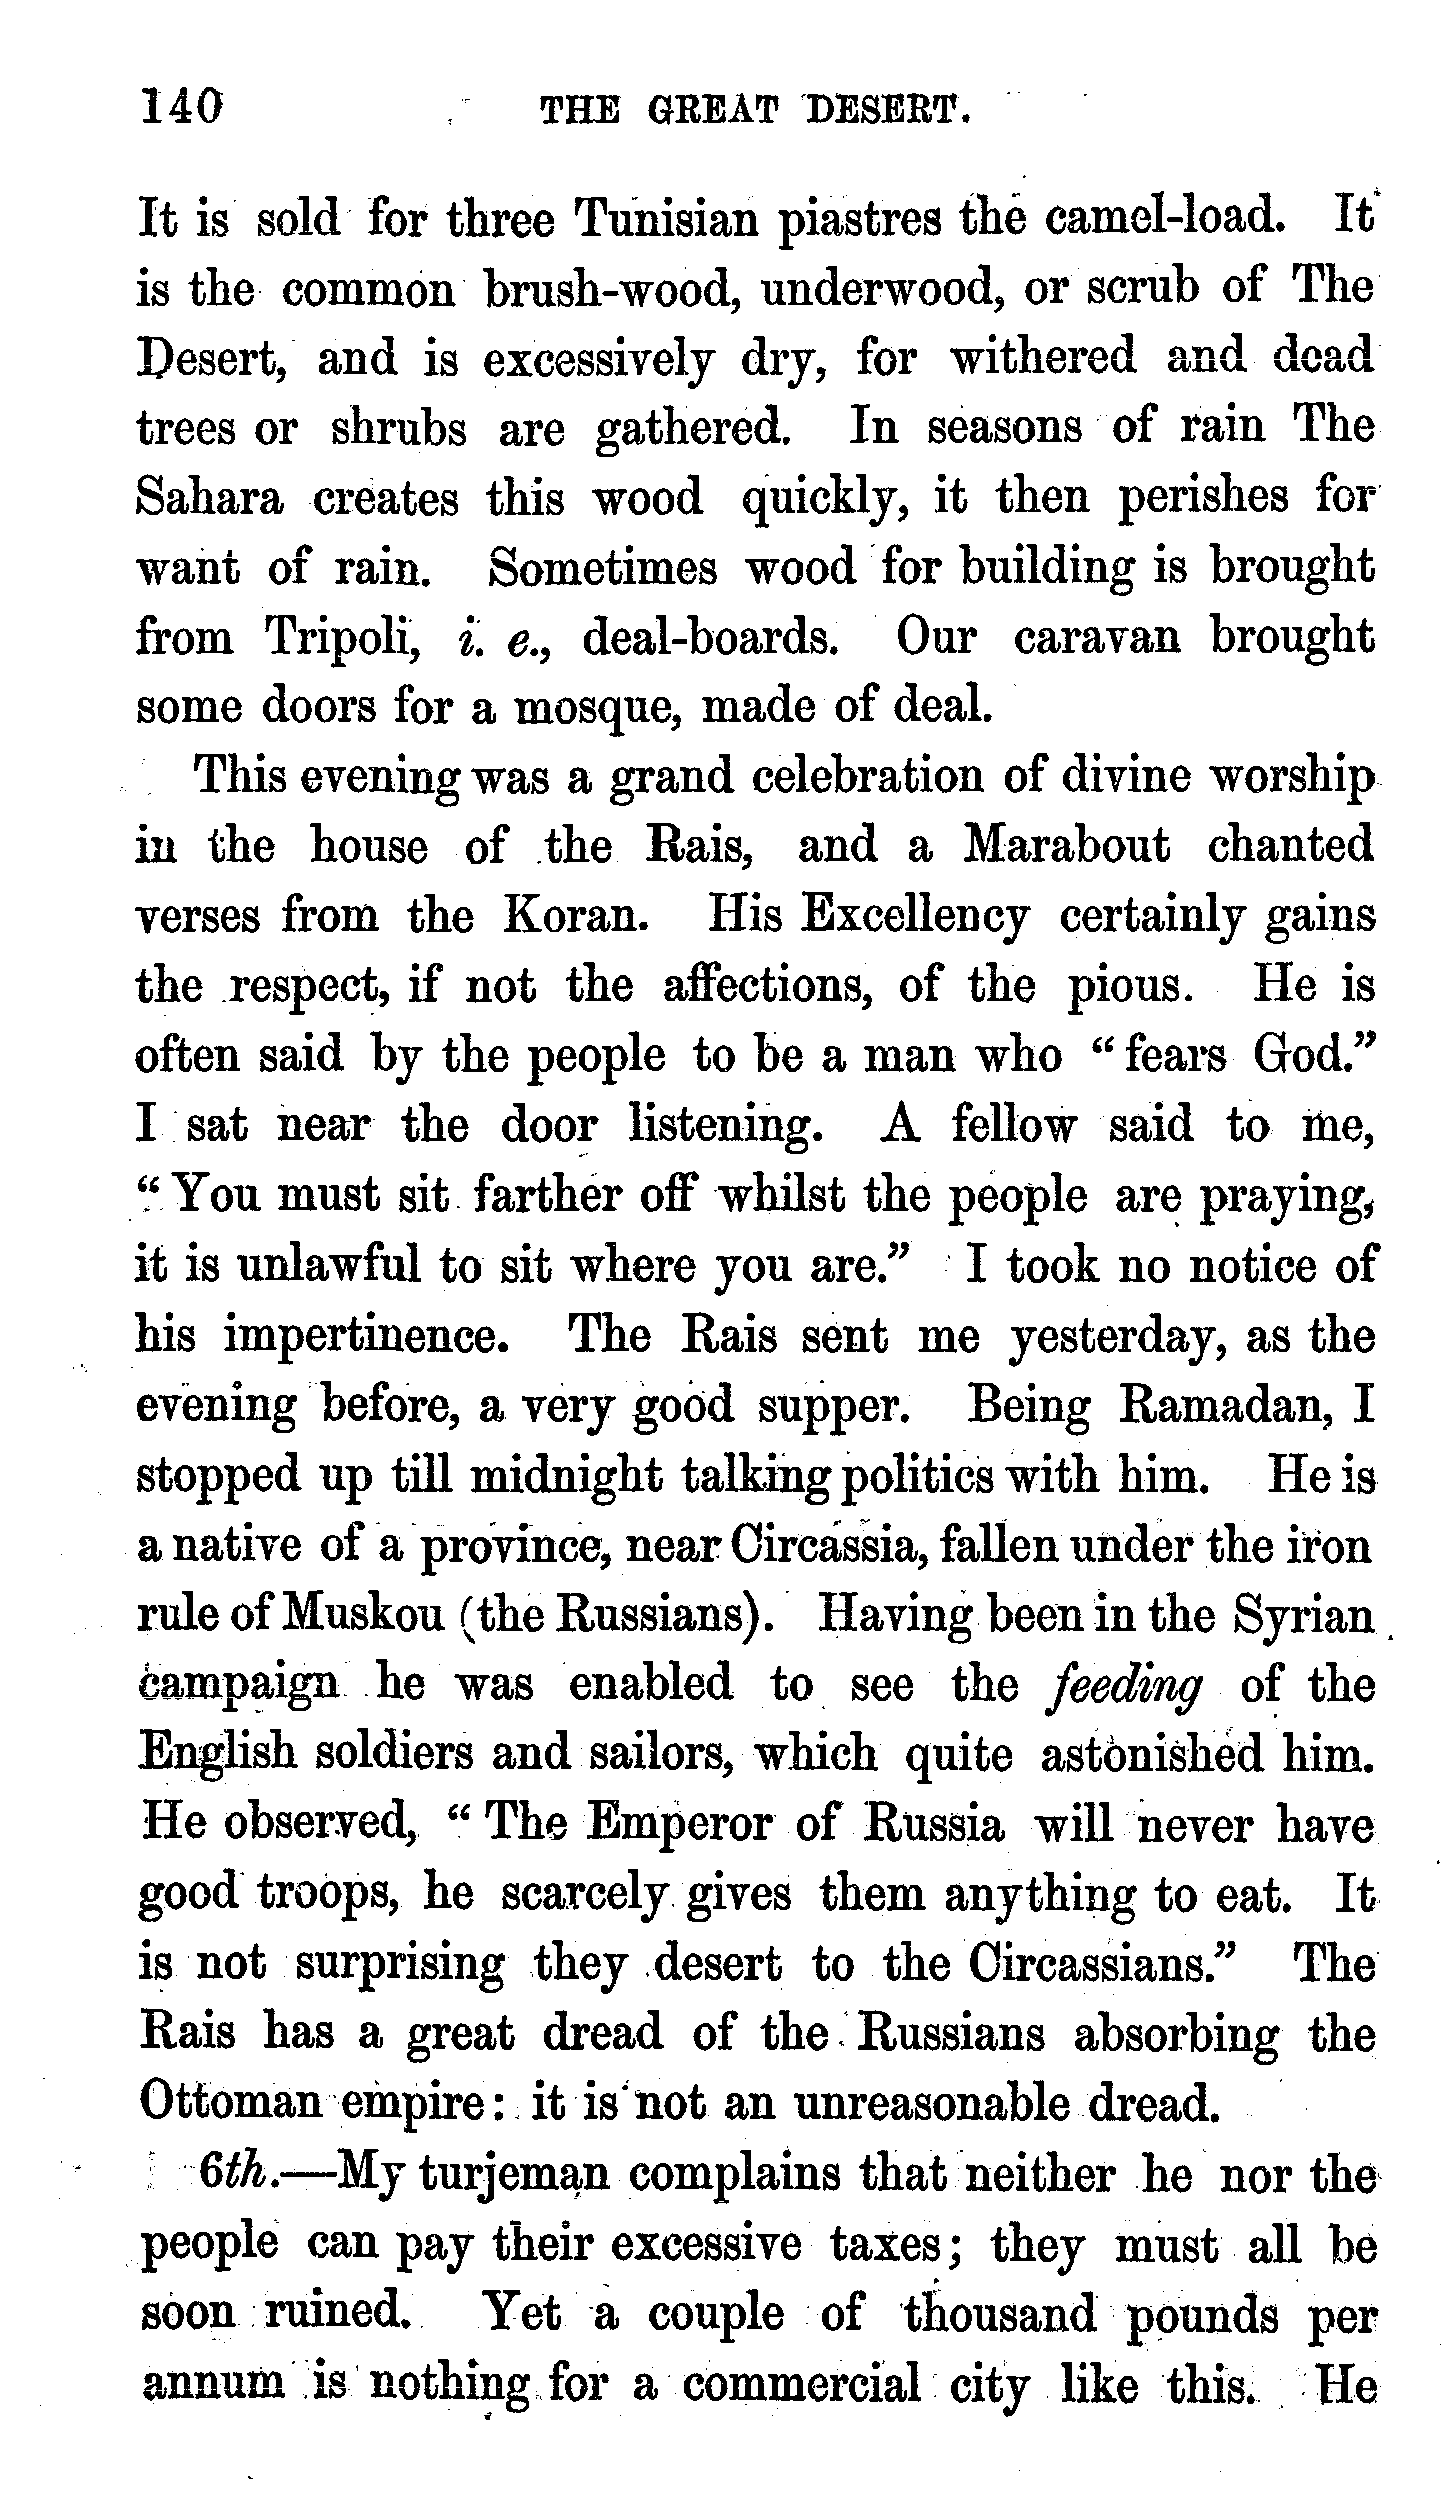 140 THE GREAT DESERT.
It is sold for three Tunisian piastres the camel-load. It
is the common brush-wood, underwood, or scrub of The
Desert, and is excessively dry, for withered and dead
trees or shrubs are gathered. In seasons of rain The
Sahara creates this wood quickly, it then perishes for
want of rain. Sometimes wood for building is brought
from Tripoli, i. e., deal-boards. Our caravan brought
some doors for a mosque, made of deal.
This evening was a grand celebration of divine worship
in the house of the Rais, and a Marabout chanted
verses from the Koran. His Excellency certainly gains
the respect, if not the affections, of the pious. He is
often said by the people to be a man who “fears God.”
I sat near the door listening. A fellow said to me,
“You must sit farther off whilst the people are praying,
it is unlawful to sit where you are.” I took no notice of
his impertinence. The Rais sent me yesterday, as the
evening before, a very good supper. Being Ramadan, I
stopped up till midnight talking politics with him. He is
a native of a province, near Circassia, fallen under the iron
rule of Muskou (the Russians). Having been in the Syrian
campaign he was enabled to see the feeding of the
English soldiers and sailors, which quite astonished him.
He observed, “The Emperor of Russia will never have
good troops, he scarcely gives them anything to eat. It
is not surprising they desert to the Circassians.” The
Rais has a great dread of the Russians absorbing the
Ottoman empire: it is not an unreasonable dread.
6th.—My turjeman complains that neither he nor the
people can pay their excessive taxes; they must all be
soon ruined. Yet a couple of thousand pounds per
annum is nothing for a commercial city like this. He